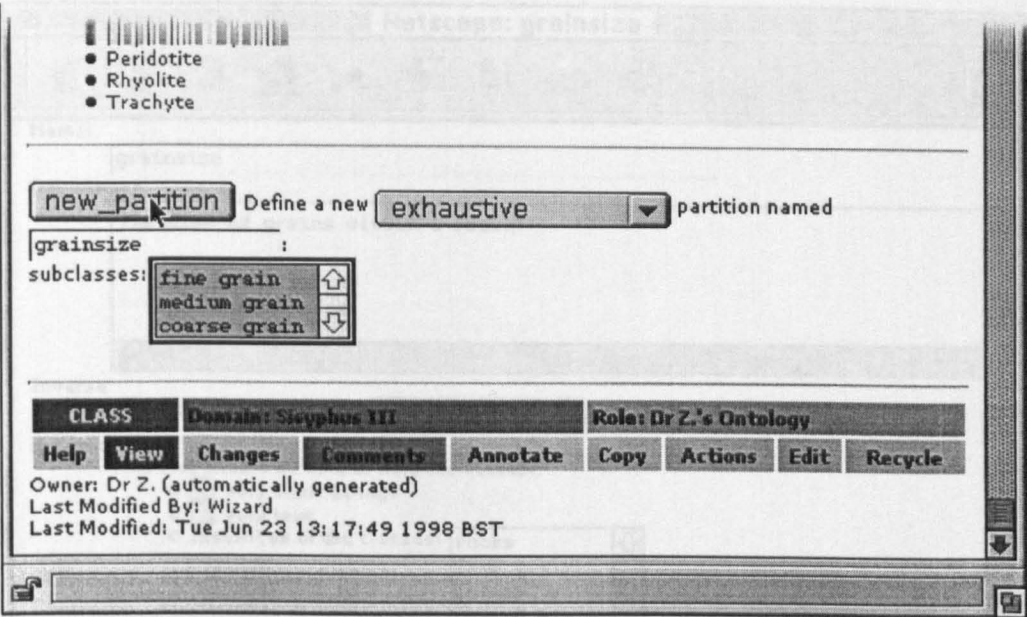 • Peridotite
• Rhyolite
• Trachyte
new_partition Define a new exhaustive partition named
grainsize :
subclasses: fine grain
medium grain
coarse grain
CLASS Domain: Sisyphus III Role: Dr Z.'s Ontology
Help View Changes Comments Annotate Copy Actions Edit Recycle
Owner: Dr Z. (automatically generated)
Last Modified By: Wizard
Last Modified: Tue Jun 23 13:17:49 1998 BST